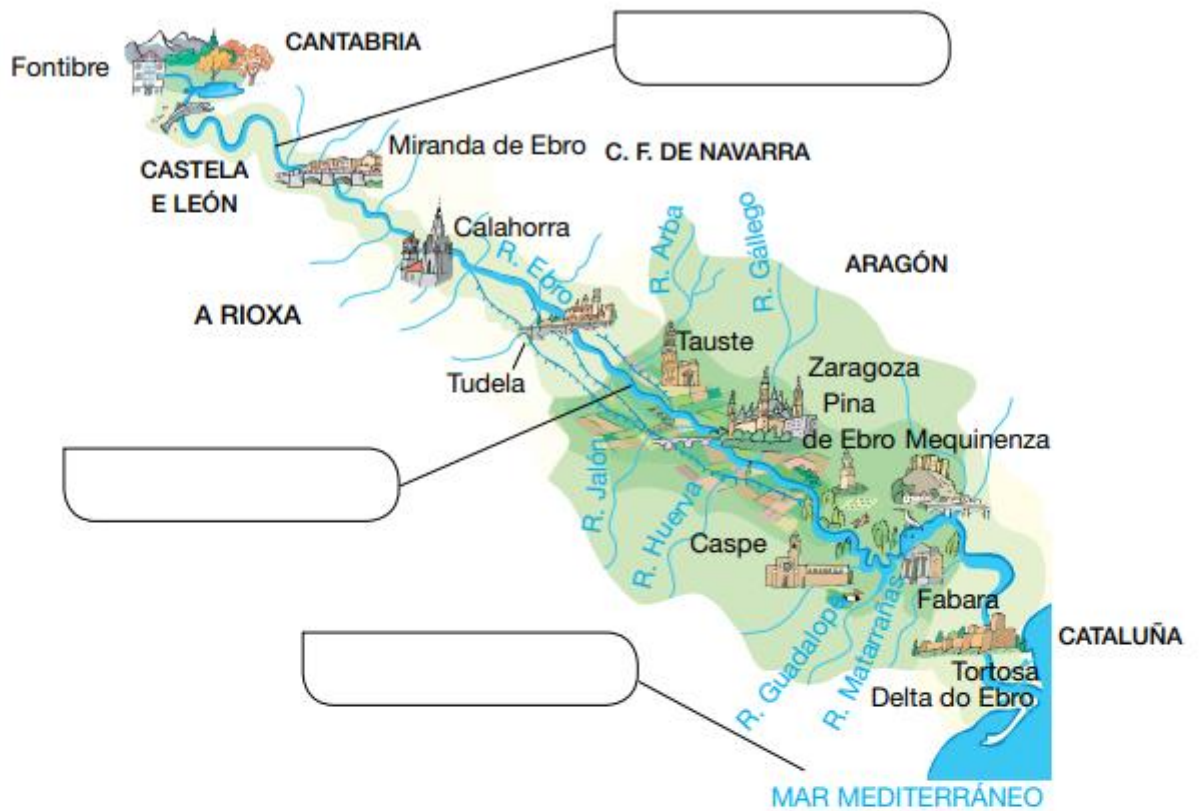 CANTABRIA
Fontibre
Miranda de Ebro
C. F. DE NAVARRA
CASTELA
E LEÓN
Calahorra
R. Ebro
R. Arba
R. Gállego
ARAGÓN
A RIOXA
Tauste
Tudela
Zaragoza
Pina
de Ebro
Mequinenza
R. Jalón
R. Huerva
Caspe
Fabara
R. Guadalope
R. Matarrañas
CATALUÑA
Tortosa
Delta do Ebro
MAR MEDITERRÁNEO